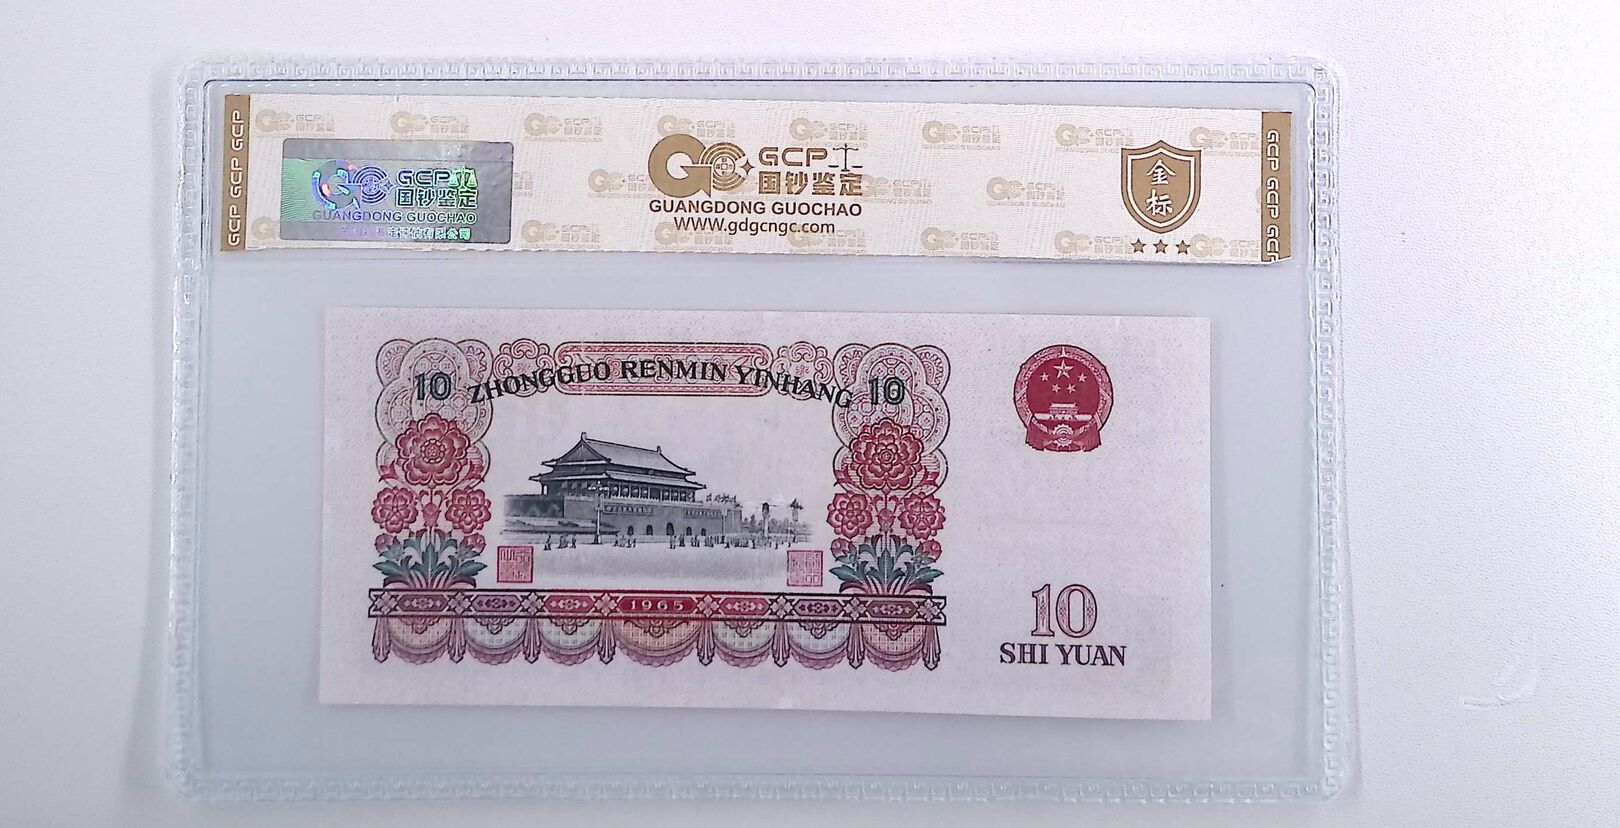 GCP GCP GCP
GCP
国钞鉴定
GUANGDONG GUOCHAO
GCP
国钞鉴定
GUANGDONG GUOCHAO
www.gdgcngc.com
金标
GCP GCP GCP
10 ZHONGGUO RENMIN YINHANG 10
1965
10
SHI YUAN